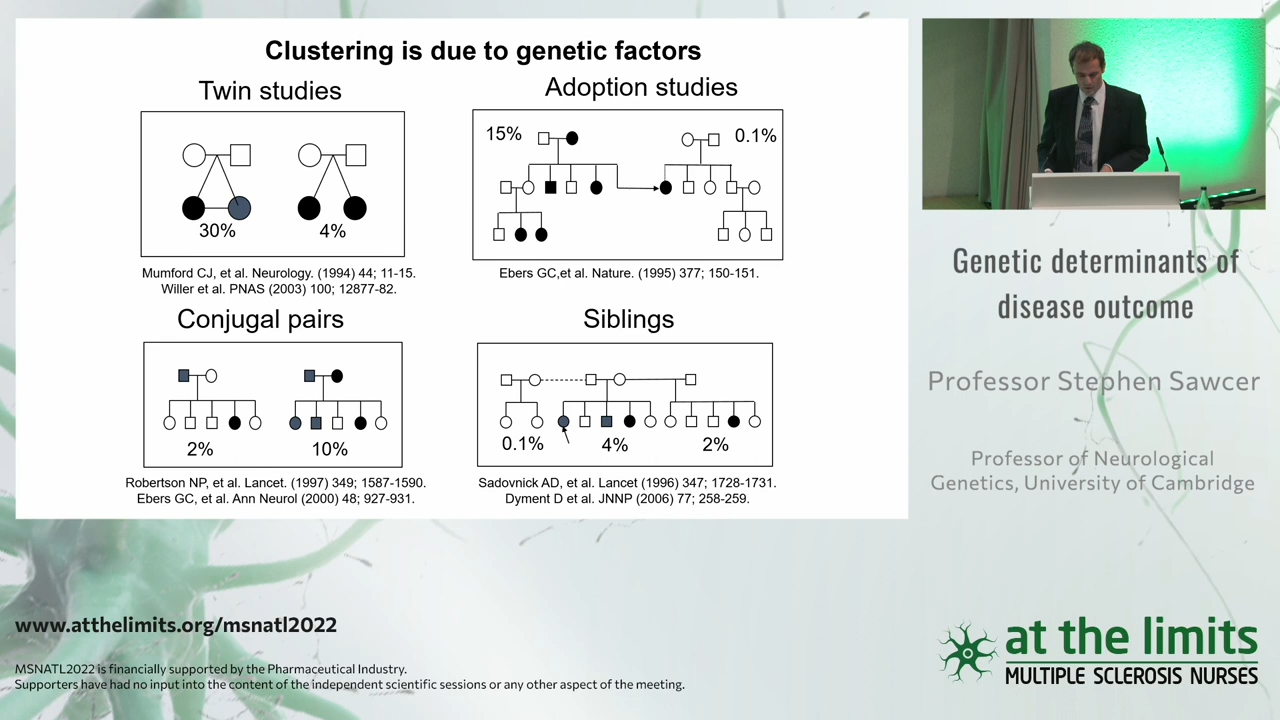 Clustering is due to genetic factors
Twin studies
30%
4%
Mumford CJ, et al. Neurology. (1994) 44; 11-15.
Willer et al. PNAS (2003) 100; 12877-82.
Adoption studies
15%
0.1%
Ebers GC,et al. Nature. (1995) 377; 150-151.
Conjugal pairs
2%
10%
Robertson NP, et al. Lancet. (1997) 349; 1587-1590.
Ebers GC, et al. Ann Neurol (2000) 48; 927-931.
Siblings
0.1%
4%
2%
Sadovnick AD, et al. Lancet (1996) 347; 1728-1731.
Dyment D et al. JNNP (2006) 77; 258-259.
Genetic determinants of
disease outcome
Professor Stephen Sawcer
Professor of Neurological
Genetics, University of Cambridge
www.atthelimits.org/msnatl2022
MSNATL2022 is financially supported by the Pharmaceutical Industry.
Supporters have had no input into the content of the independent scientific sessions or any other aspect of the meeting.
at the limits
MULTIPLE SCLEROSIS NURSES